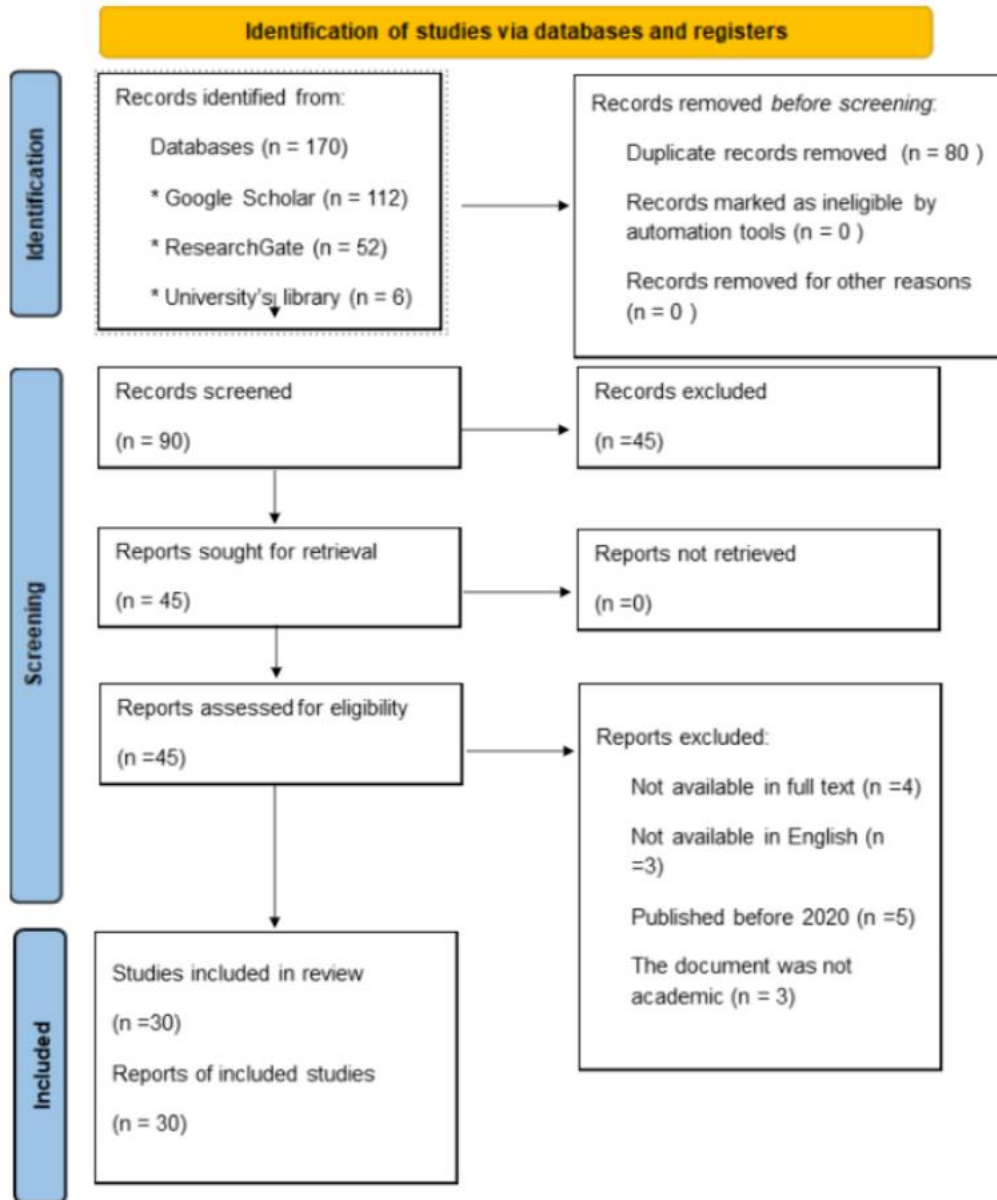 Identification of studies via databases and registers
Identification
Records identified from:
Databases (n = 170)
* Google Scholar (n = 112)
* ResearchGate (n = 52)
* University's library (n = 6)
Records removed before screening:
Duplicate records removed (n = 80 )
Records marked as ineligible by
automation tools (n = 0 )
Records removed for other reasons
(n = 0 )
Screening
Records screened
(n = 90)
Records excluded
(n =45)
Reports sought for retrieval
(n = 45)
Reports not retrieved
(n =0)
Reports assessed for eligibility
(n =45)
Reports excluded:
Not available in full text (n =4)
Not available in English (n
=3)
Published before 2020 (n =5)
The document was not
academic (n = 3)
Included
Studies included in review
(n =30)
Reports of included studies
(n = 30)